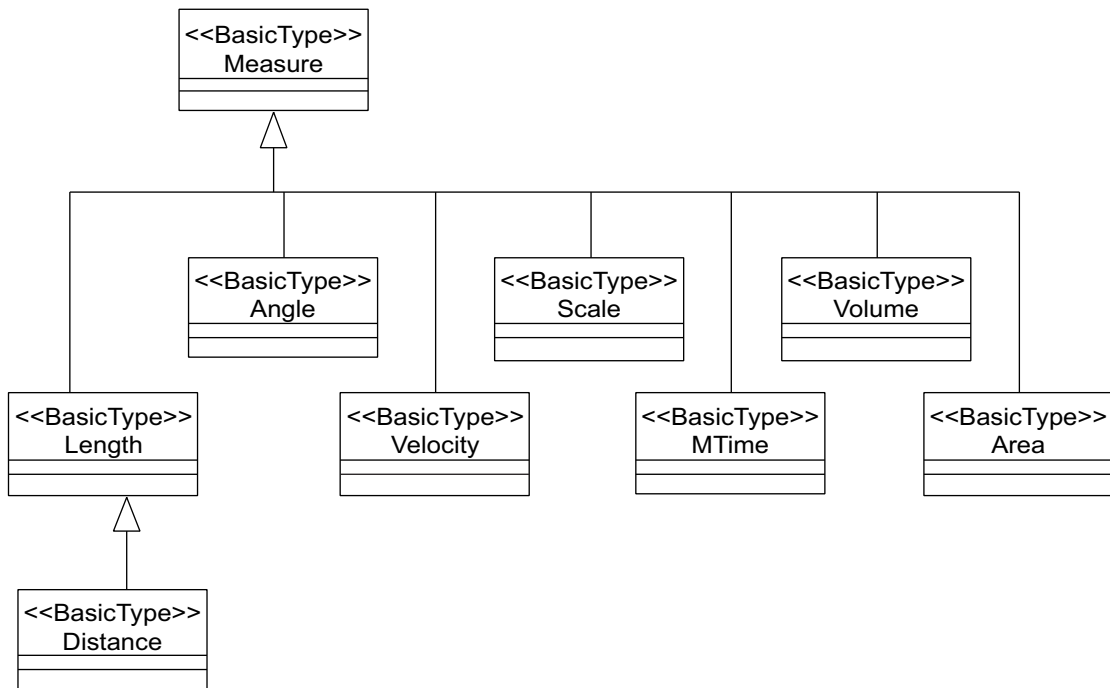 <<BasicType>>
Measure
<<BasicType>>
Angle
<<BasicType>>
Scale
<<BasicType>>
Volume
<<BasicType>>
Length
<<BasicType>>
Velocity
<<BasicType>>
MTime
<<BasicType>>
Area
<<BasicType>>
Distance